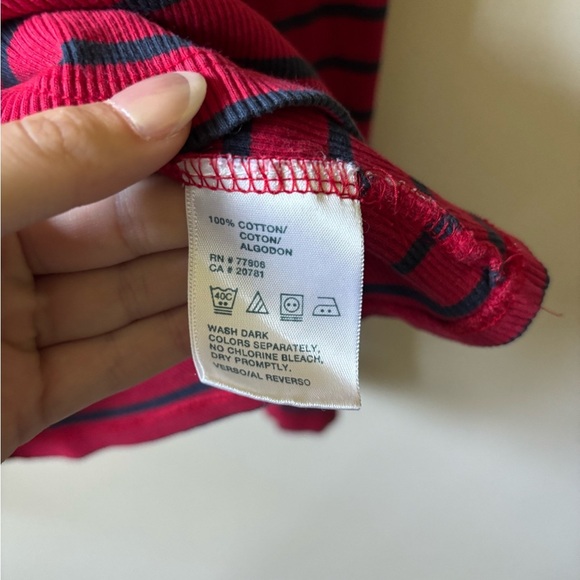 100% COTTON/
COTON/
ALGODON
RN # 77806
CA # 20781
40C
WASH DARK
COLORS SEPARATELY,
NO CHLORINE BLEACH,
DRY PROMPTLY.
VERSO/AL REVERSO